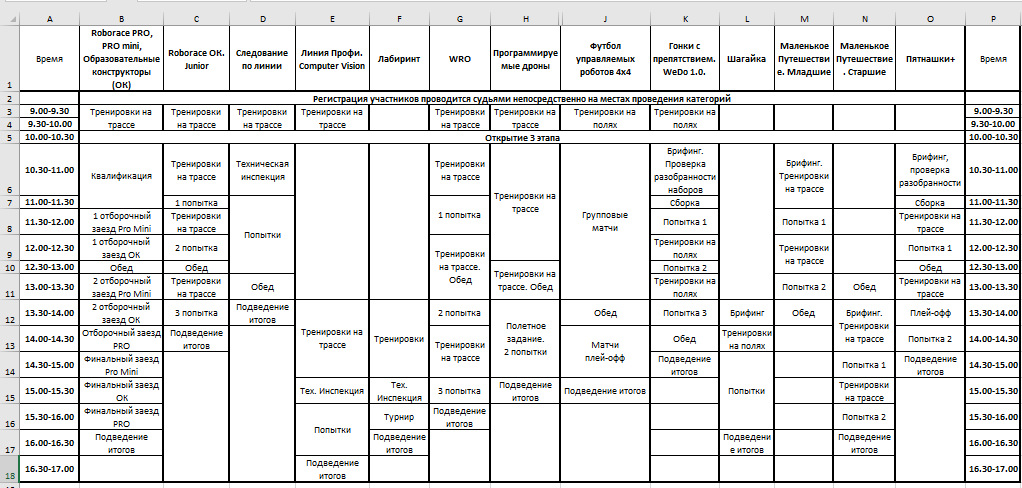 A B C D E F G H J K L M N O P
1 Время Roborace PRO, PRO mini, Образовательные конструкторы (ОК) Roborace OK. Junior Следование по линии Линия Профи. Computer Vision Лабиринт WRO Программируемые дроны Футбол управляемых роботов 4х4 Гонки с препятствием. WeDo 1.0. Шагайка Маленькое Путешествие. Младшие Маленькое Путешествие. Старшие Пятнашки+ Время
2 Регистрация участников проводится судьями непосредственно на местах проведения категорий
3 9.00-9.30 Тренировки на трассе Тренировки на трассе Тренировки на трассе Тренировки на трассе Тренировки на трассе Тренировки на трассе Тренировки на полях Тренировки на полях 9.00-9.30
4 9.30-10.00 9.30-10.00
5 10.00-10.30 Открытие 3 этапа 10.00-10.30
6 10.30-11.00 Квалификация Тренировки на трассе Техническая инспекция Тренировки на трассе Тренировки на трассе Групповые матчи Брифинг. Проверка разобранности наборов Брифинг. Тренировки на трассе Брифинг, проверка разобранности 10.30-11.00
7 11.00-11.30 1 попытка Попытки 1 попытка Сборка Сборка 11.00-11.30
8 11.30-12.00 1 отборочный заезд Pro Mini Тренировки на трассе Попытка 1 Попытка 1 Тренировки на трассе 11.30-12.00
9 12.00-12.30 1 отборочный заезд ОК 2 попытка Тренировки на трассе. Обед Тренировки на полях Тренировки на трассе Попытка 1 12.00-12.30
10 12.30-13.00 Обед Обед Тренировки на трассе. Обед Попытка 2 Обед 12.30-13.00
11 13.00-13.30 2 отборочный заезд Pro Mini Тренировки на трассе Обед Тренировки на полях Попытка 2 Обед Тренировки на трассе 13.00-13.30
12 13.30-14.00 2 отборочный заезд ОК 3 попытка Подведение итогов Тренировки на трассе Тренировки 2 попытка Полетное задание. 2 попытки Обед Попытка 3 Брифинг Обед Брифинг. Тренировки на трассе Плей-офф 13.30-14.00
13 14.00-14.30 Отборочный заезд PRO Подведение итогов Тренировки на трассе Матчи плей-офф Обед Тренировки на полях Попытка 2 14.00-14.30
14 14.30-15.00 Финальный заезд Pro Mini Подведение итогов Попытки Попытка 1 Подведение итогов 14.30-15.00
15 15.00-15.30 Финальный заезд ОК Тех. Инспекция Тех. Инспекция 3 попытка Подведение итогов Подведение итогов Тренировки на трассе 15.00-15.30
16 15.30-16.00 Финальный заезд PRO Попытки Турнир Подведение итогов Попытка 2 15.30-16.00
17 16.00-16.30 Подведение итогов Подведение итогов Подведение итогов Подведение итогов 16.00-16.30
18 16.30-17.00 Подведение итогов 16.30-17.00